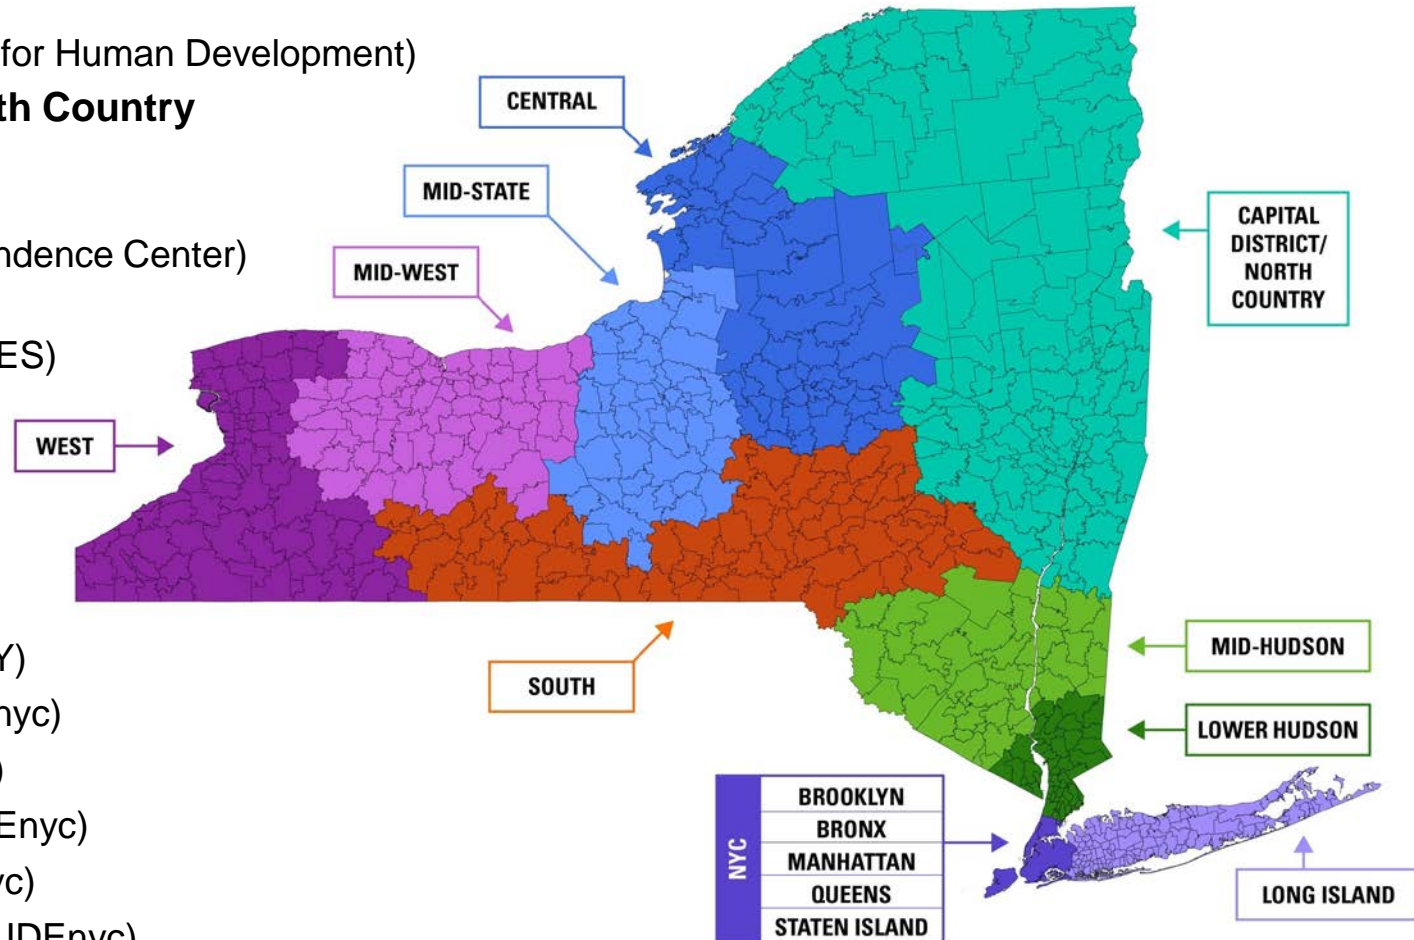 for Human Development)
th Country
ndence Center)
ES)
Y)
nyc)
)
Enyc)
yc)
UDEnyc)
CENTRAL
MID-STATE
MID-WEST
WEST
CAPITAL
DISTRICT/
NORTH
COUNTRY
SOUTH
MID-HUDSON
LOWER HUDSON
NYC
BROOKLYN
BRONX
MANHATTAN
QUEENS
STATEN ISLAND
LONG ISLAND